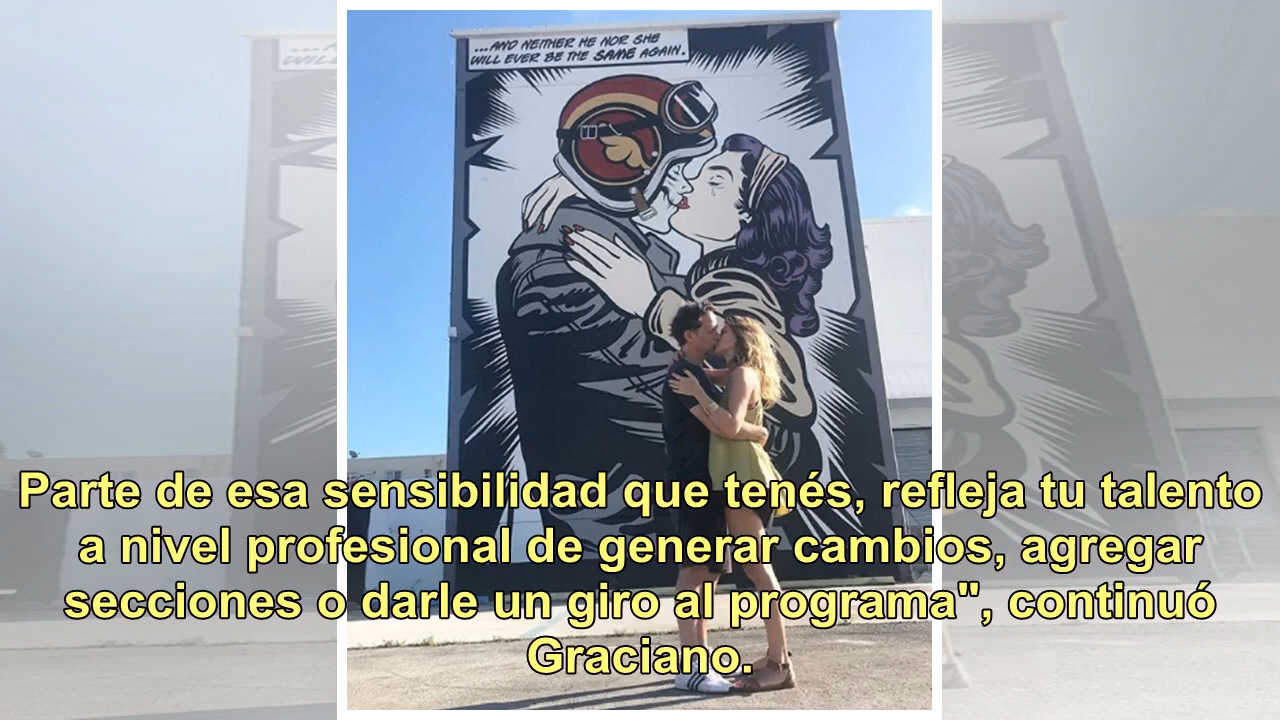 ...AND NEITHER HE NOR SHE
WILL EVER BE THE SAME AGAIN.
Parte de esa sensibilidad que tenés, refleja tu talento
a nivel profesional de generar cambios, agregar
secciones o darle un giro al programa", continuó
Graciano.